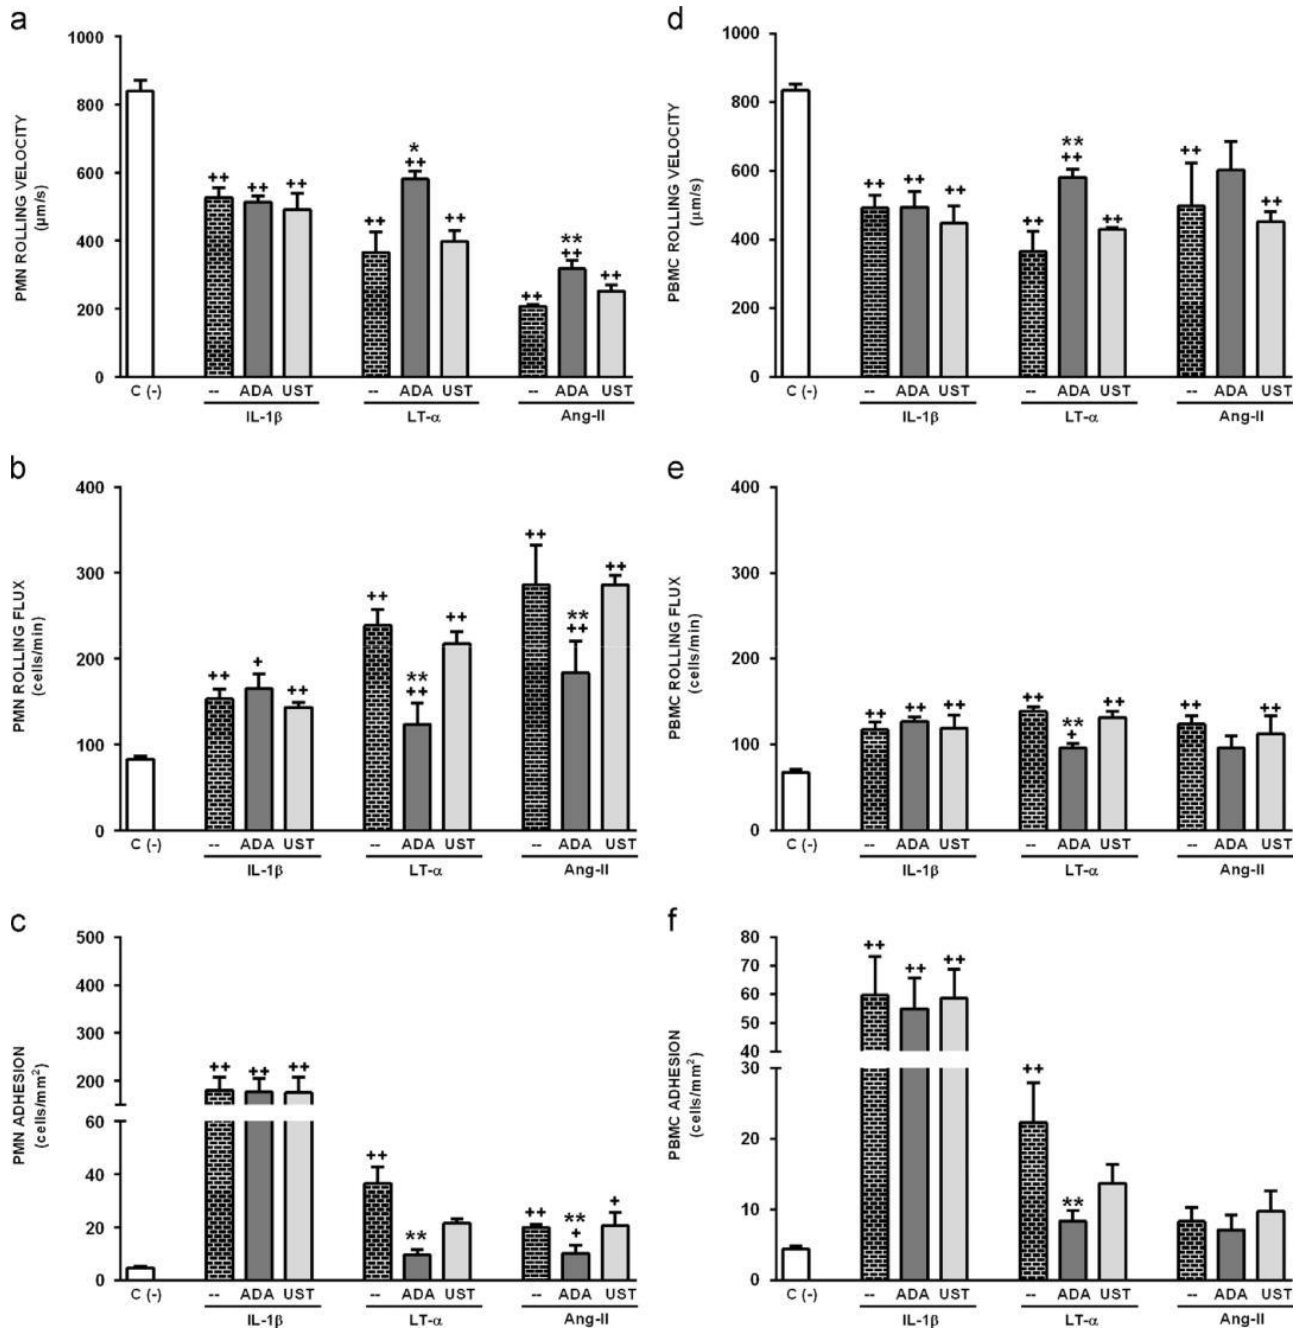 a
PMN ROLLING VELOCITY
(μm/s)
1000
800
600
400
200
0
++
++
++
++
*
++
++
++
**
++
++
C (-)
-- ADA UST
-- ADA UST
-- ADA UST
IL-1β
LT-α
Ang-II
d
PBMC ROLLING VELOCITY
(μm/s)
1000
800
600
400
200
0
++
++
++
++
**
++
++
++
++
C (-)
-- ADA UST
-- ADA UST
-- ADA UST
IL-1β
LT-α
Ang-II
b
PMN ROLLING FLUX
(cells/min)
400
300
200
100
0
++
+
++
++
**
++
++
++
**
++
++
C (-)
-- ADA UST
-- ADA UST
-- ADA UST
IL-1β
LT-α
Ang-II
e
PBMC ROLLING FLUX
(cells/min)
400
300
200
100
0
++
++
++
++
**
+
++
++
++
C (-)
-- ADA UST
-- ADA UST
-- ADA UST
IL-1β
LT-α
Ang-II
c
PMN ADHESION
(cells/mm²)
500
400
300
200
60
40
20
0
++
++
++
++
**
++
**
+
+
C (-)
-- ADA UST
-- ADA UST
-- ADA UST
IL-1β
LT-α
Ang-II
f
PBMC ADHESION
(cells/mm²)
80
70
60
50
40
30
20
10
0
++
++
++
++
**
C (-)
-- ADA UST
-- ADA UST
-- ADA UST
IL-1β
LT-α
Ang-II